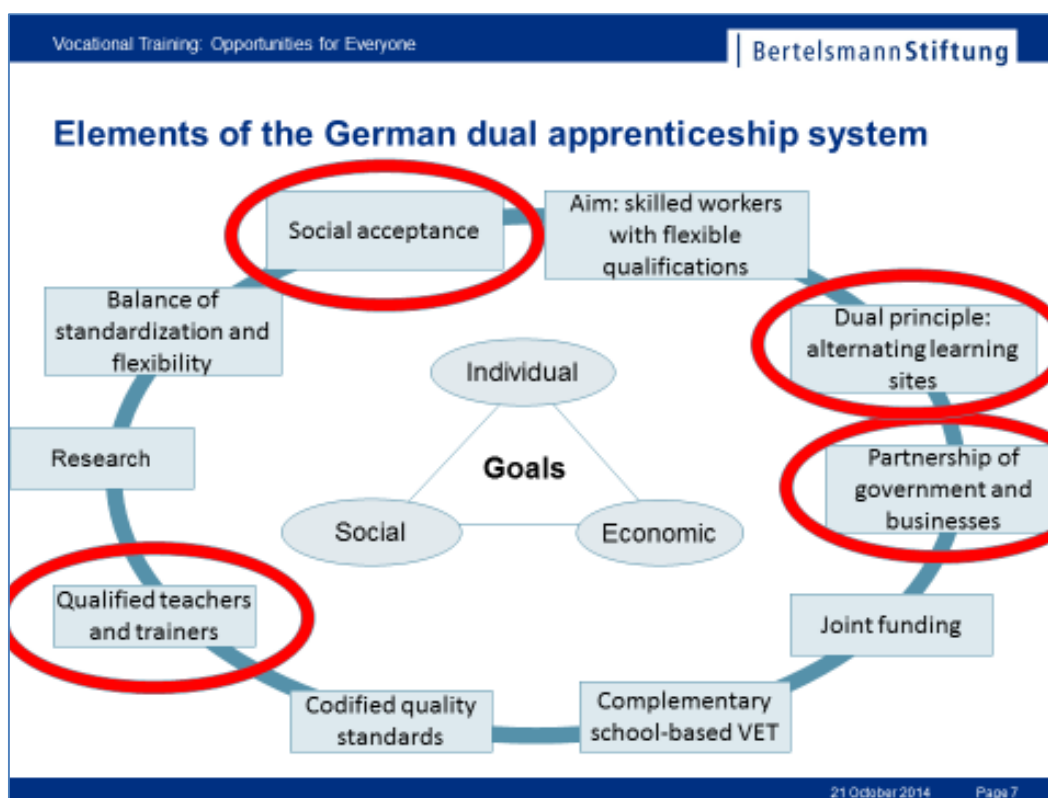 Vocational Training: Opportunities for Everyone
BertelsmannStiftung
Elements of the German dual apprenticeship system
Social acceptance
Aim: skilled workers
with flexible
qualifications
Dual principle:
alternating learning
sites
Partnership of
government and
businesses
Joint funding
Complementary
school-based VET
Codified quality
standards
Qualified teachers
and trainers
Research
Balance of
standardization and
flexibility
Individual
Goals
Social
Economic
21 October 2014
Page 7